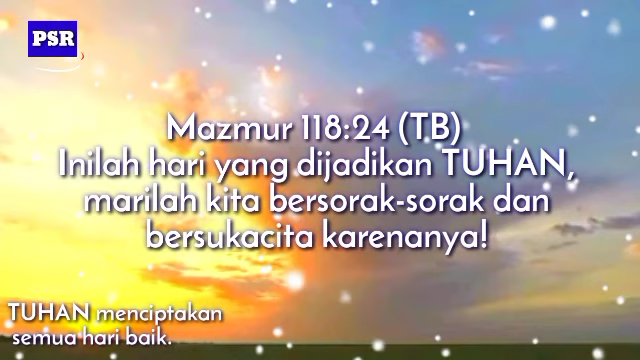 PSR
Mazmur 118:24 (TB)
Inilah hari yang dijadikan TUHAN,
marilah kita bersorak-sorak dan
bersukacita karenanya!
TUHAN menciptakan
semua hari baik.